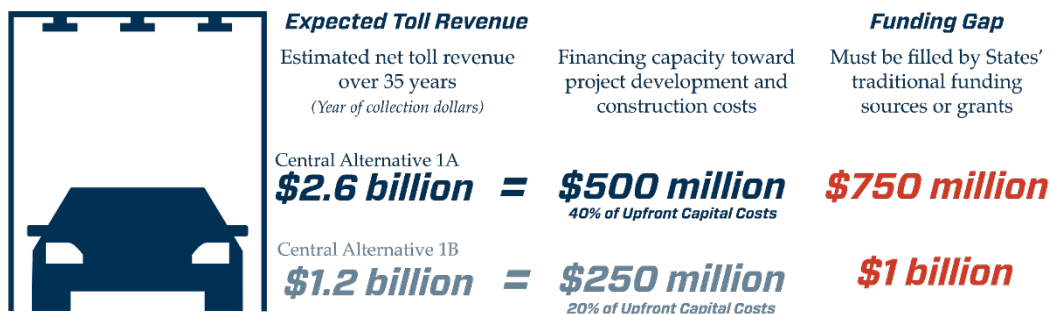 Expected Toll Revenue
Estimated net toll revenue
over 35 years
(Year of collection dollars)
Financing capacity toward
project development and
construction costs
Funding Gap
Must be filled by States’
traditional funding
sources or grants
Central Alternative 1A
$2.6 billion = $500 million
40% of Upfront Capital Costs
$750 million
Central Alternative 1B
$1.2 billion = $250 million
20% of Upfront Capital Costs
$1 billion